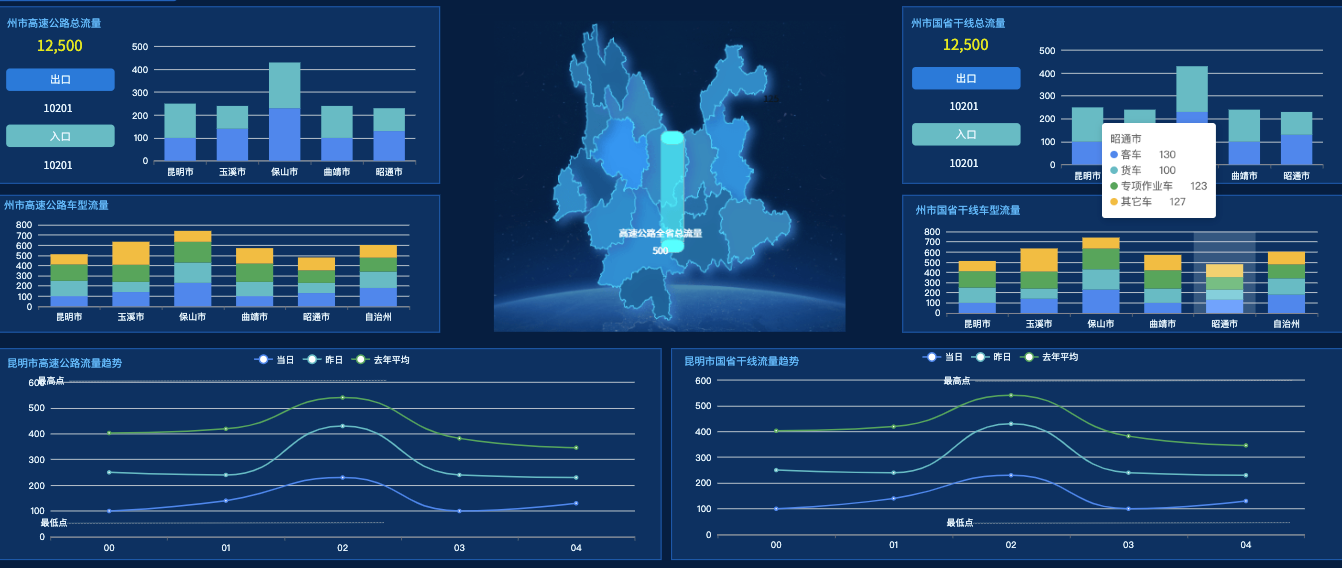 州市高速公路总流量
12,500
出口
10201
入口
10201
500
400
300
200
100
0
昆明市 玉溪市 保山市 曲靖市 昭通市
州市高速公路车型流量
800
700
600
500
400
300
200
100
0
昆明市 玉溪市 保山市 曲靖市 昭通市 自治州
高速公路全省总流量
500
州市国省干线总流量
12,500
出口
10201
入口
10201
500
400
300
200
100
0
昆明市 曲靖市 昭通市
昭通市
客车 130
货车 100
专项作业车 123
其它车 127
州市国省干线车型流量
800
700
600
500
400
300
200
100
0
昆明市 玉溪市 保山市 曲靖市 昭通市 自治州
昆明市高速公路流量趋势
当日 昨日 去年平均
600
最高点
500
400
300
200
100
最低点
0
00 01 02 03 04
昆明市国省干线流量趋势
当日 昨日 去年平均
600
最高点
500
400
300
200
100
最低点
0
00 01 02 03 04